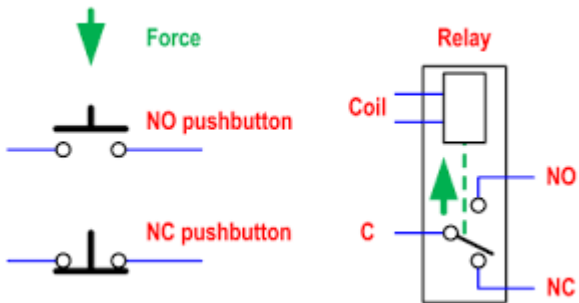 Force
NO pushbutton
NC pushbutton
Relay
Coil
NO
C
NC